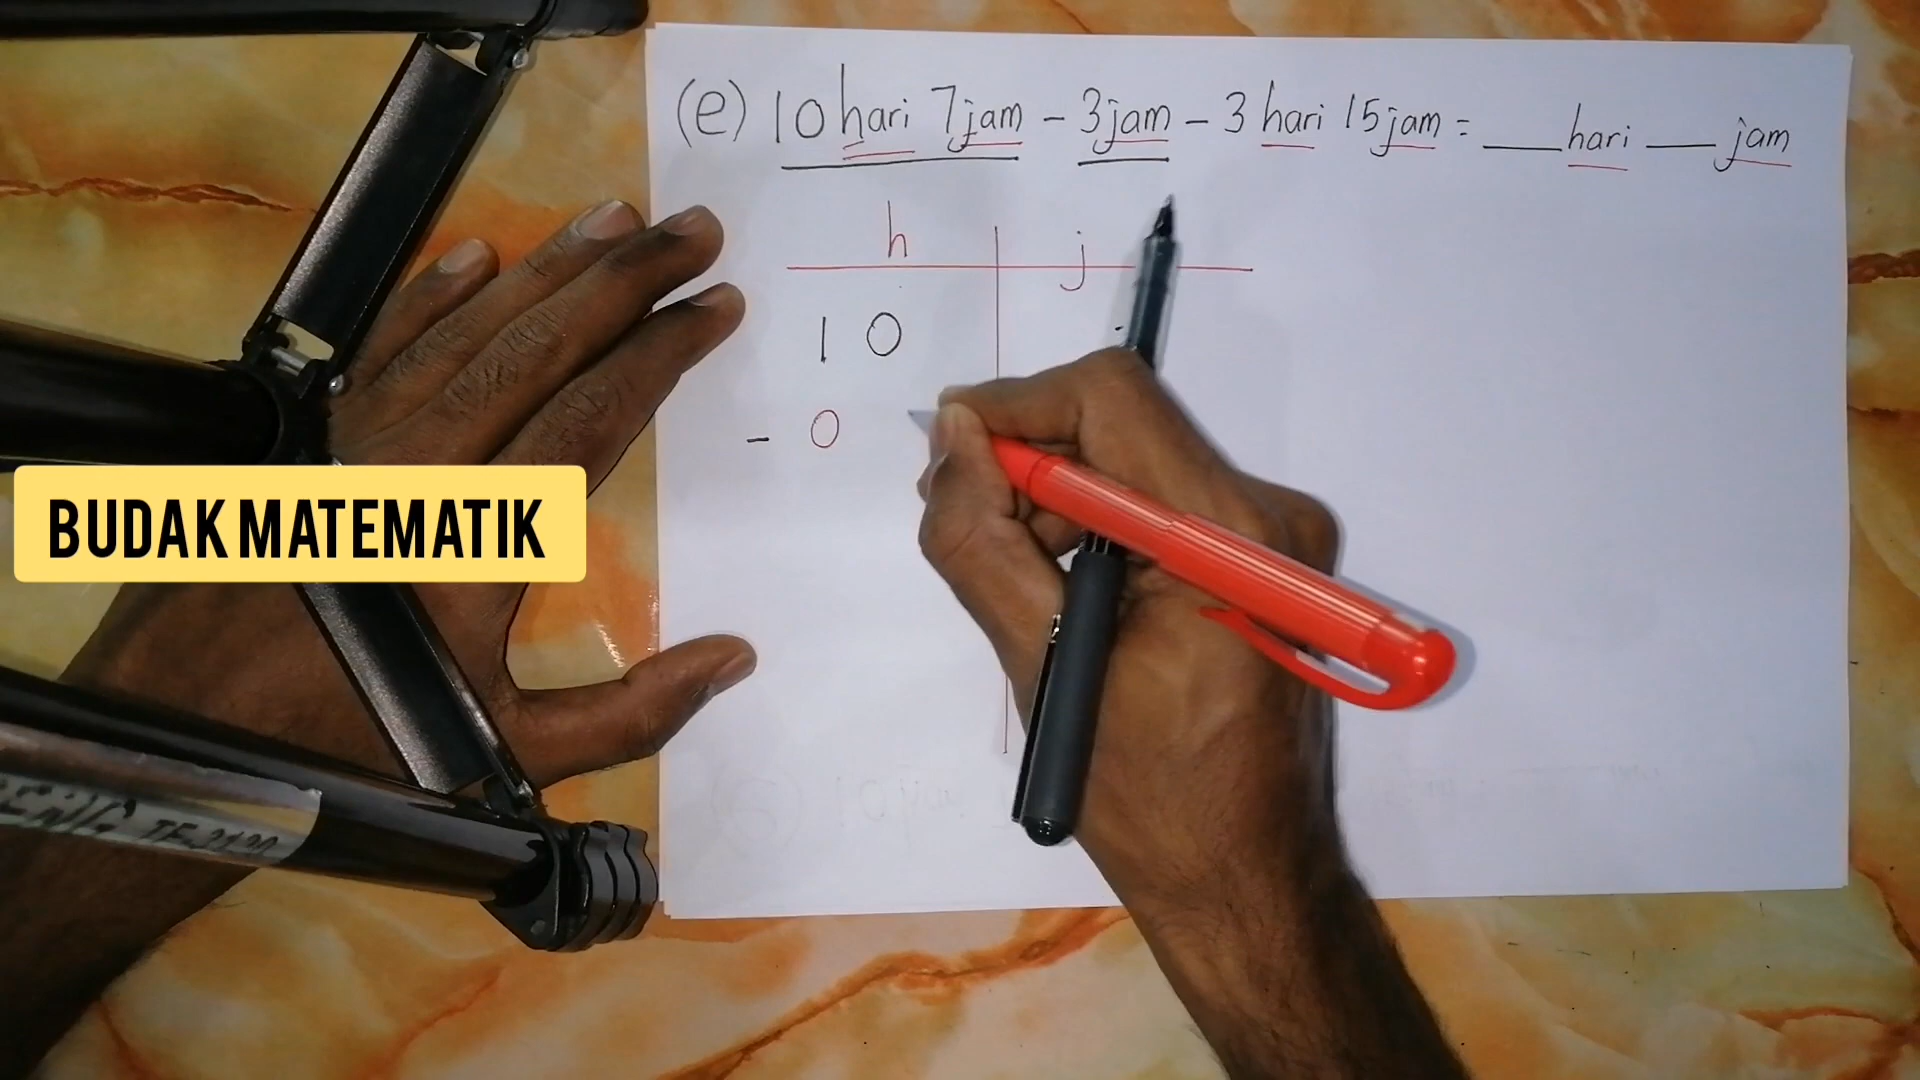 (e) 10 hari 7 jam - 3 jam - 3 hari 15 jam = ___ hari ___ jam
h j
10
- 0
BUDAK MATEMATIK